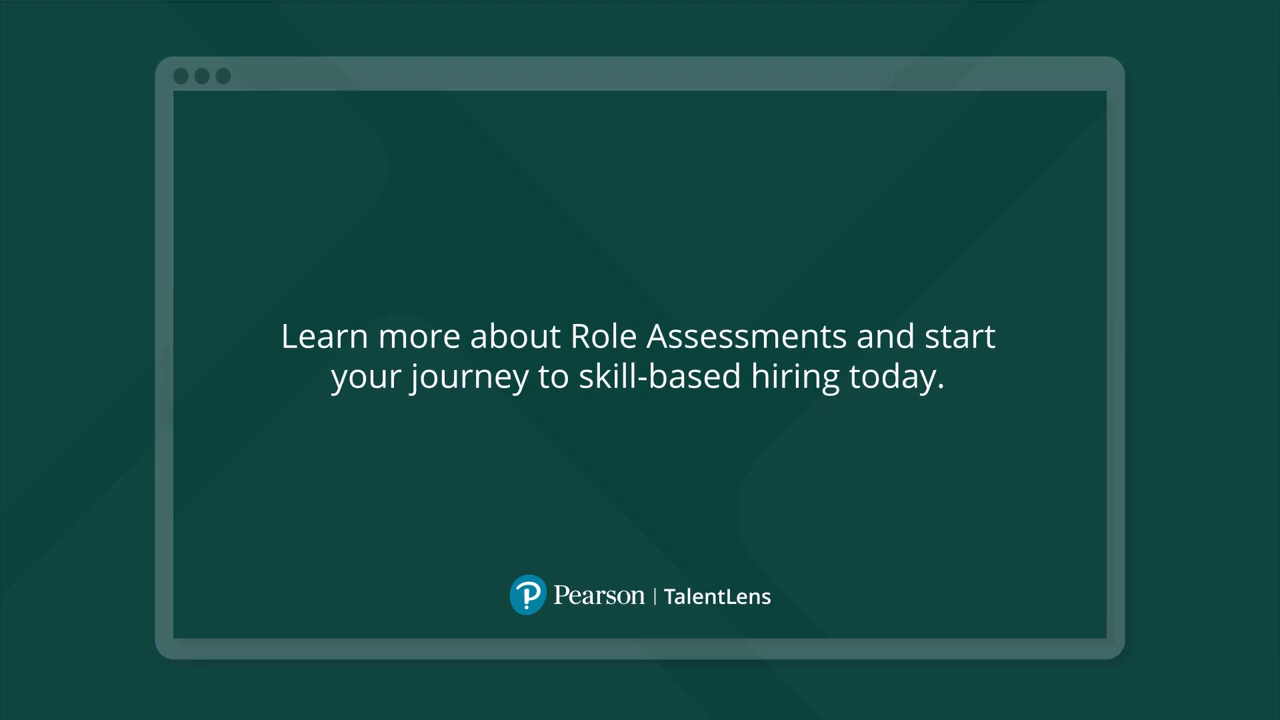 Learn more about Role Assessments and start
your journey to skill-based hiring today.
Pearson | TalentLens